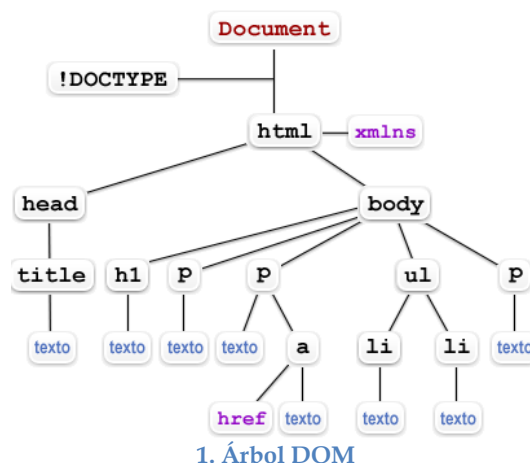 Document
!DOCTYPE
html xmlns
head body
title h1 p p ul p
texto texto texto texto a li li texto
href texto texto texto
1. Árbol DOM